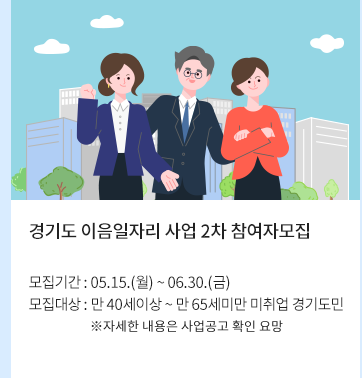 경기도 이음일자리 사업 2차 참여자모집
모집기간 : 05.15.(월) ~ 06.30.(금)
모집대상 : 만 40세이상 ~ 만 65세미만 미취업 경기도민
※자세한 내용은 사업공고 확인 요망